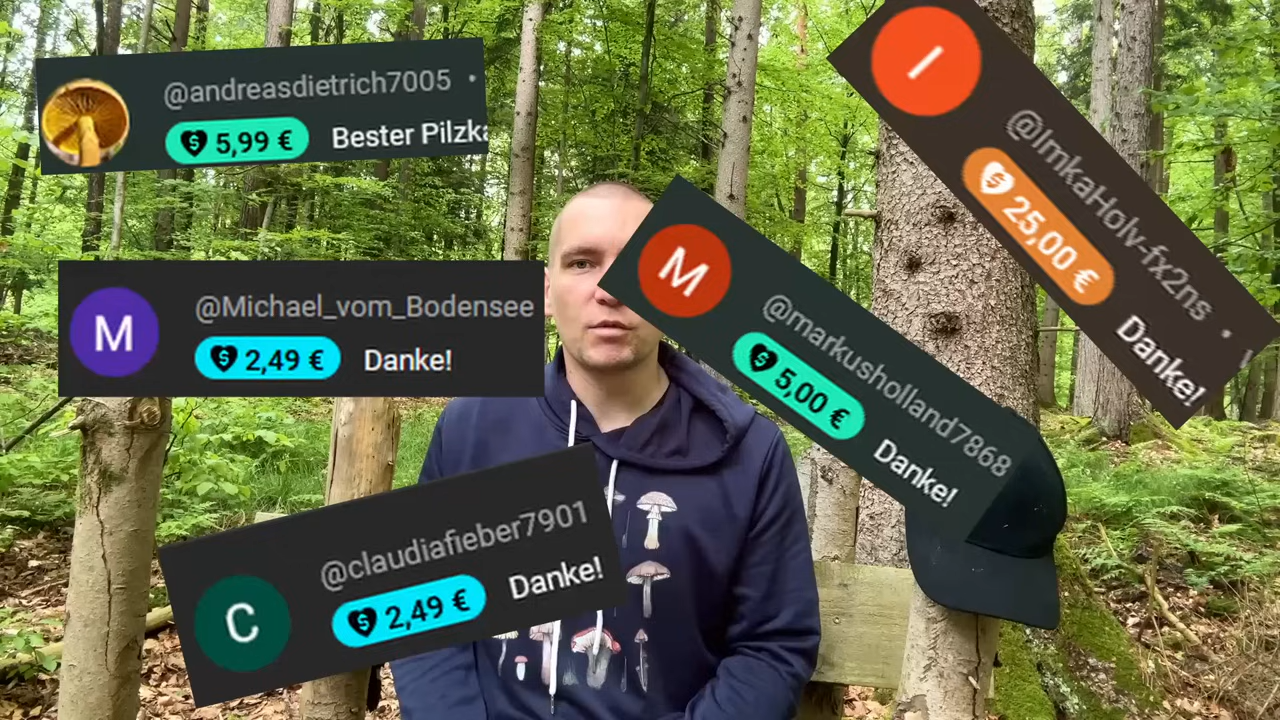 @andreasdietrich7005 •
5,99 € Bester Pilzka
@Michael_vom_Bodensee
M
2,49 € Danke!
@claudiafieber7901
C
2,49 € Danke!
M
@markusholland7868
5,00 € Danke!
I
@ImkaHolv-fx2ns •
25,00 € Danke!